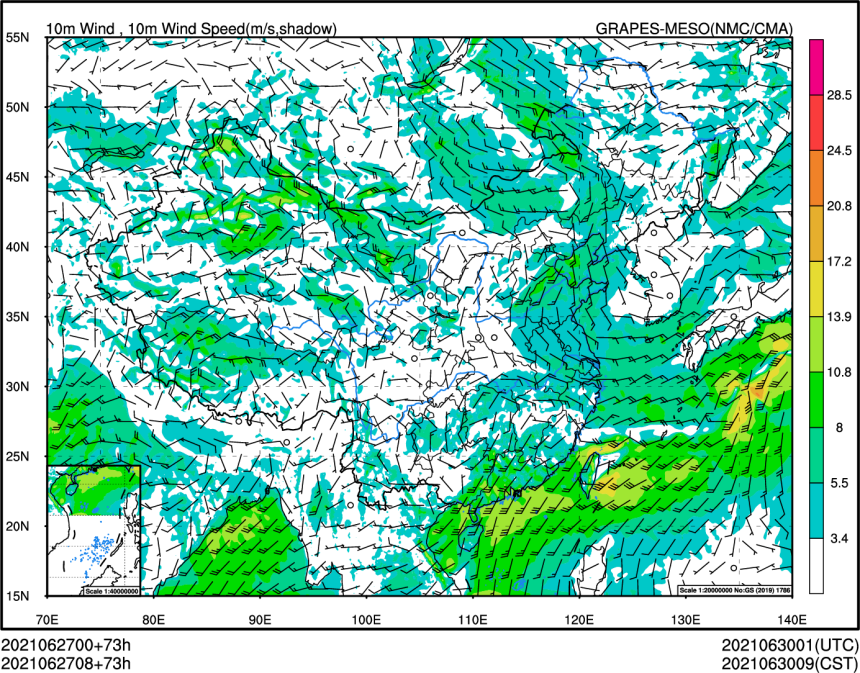 10m Wind , 10m Wind Speed(m/s,shadow) GRAPES-MESO(NMC/CMA)
55N
50N
45N
40N
35N
30N
25N
20N
15N
28.5
24.5
20.8
17.2
13.9
10.8
8
5.5
3.4
Scale 1:40000000
Scale 1:20000000 No:GS (2019) 1786
70E 80E 90E 100E 110E 120E 130E 140E
2021062700+73h 2021063001(UTC)
2021062708+73h 2021063009(CST)